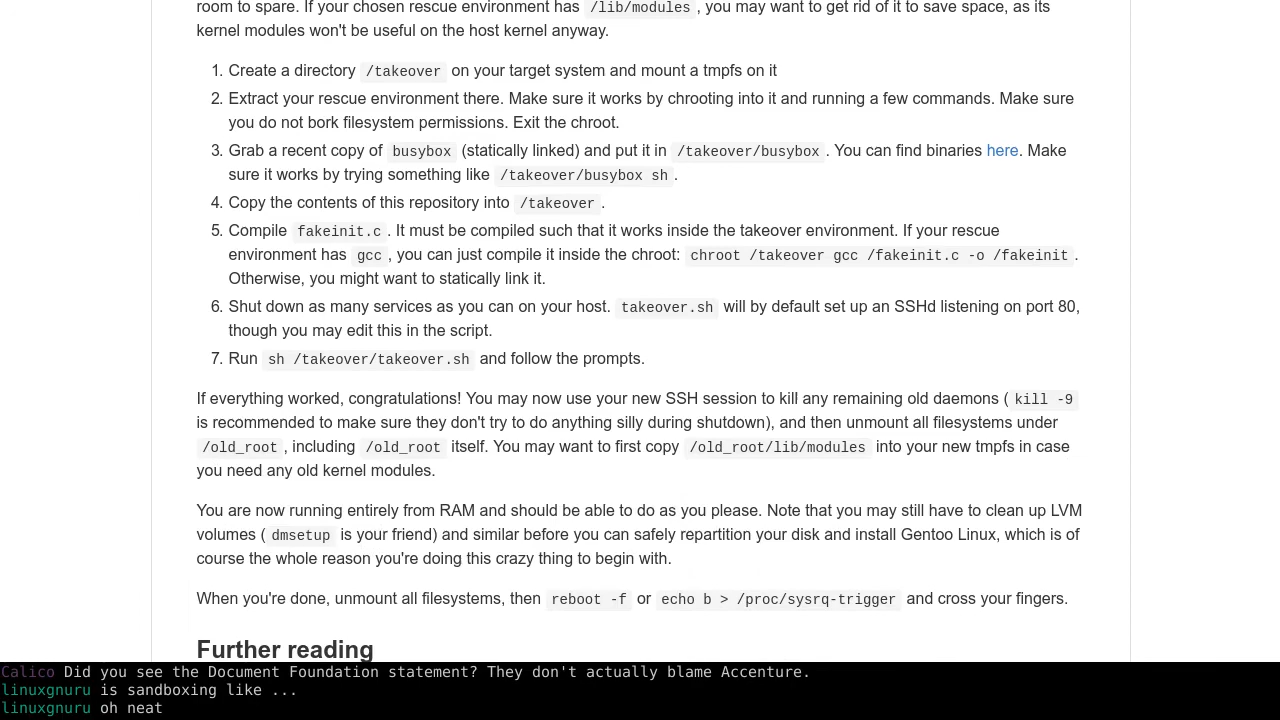 room to spare. If your chosen rescue environment has /lib/modules, you may want to get rid of it to save space, as its
kernel modules won't be useful on the host kernel anyway.
1. Create a directory /takeover on your target system and mount a tmpfs on it
2. Extract your rescue environment there. Make sure it works by chrooting into it and running a few commands. Make sure
you do not bork filesystem permissions. Exit the chroot.
3. Grab a recent copy of busybox (statically linked) and put it in /takeover/busybox. You can find binaries here. Make
sure it works by trying something like /takeover/busybox sh.
4. Copy the contents of this repository into /takeover.
5. Compile fakeinit.c. It must be compiled such that it works inside the takeover environment. If your rescue
environment has gcc, you can just compile it inside the chroot: chroot /takeover gcc /fakeinit.c -o /fakeinit.
Otherwise, you might want to statically link it.
6. Shut down as many services as you can on your host. takeover.sh will by default set up an SSHd listening on port 80,
though you may edit this in the script.
7. Run sh /takeover/takeover.sh and follow the prompts.
If everything worked, congratulations! You may now use your new SSH session to kill any remaining old daemons (kill -9
is recommended to make sure they don't try to do anything silly during shutdown), and then unmount all filesystems under
/old_root, including /old_root itself. You may want to first copy /old_root/lib/modules into your new tmpfs in case
you need any old kernel modules.
You are now running entirely from RAM and should be able to do as you please. Note that you may still have to clean up LVM
volumes (dmsetup is your friend) and similar before you can safely repartition your disk and install Gentoo Linux, which is of
course the whole reason you're doing this crazy thing to begin with.
When you're done, unmount all filesystems, then reboot -f or echo b > /proc/sysrq-trigger and cross your fingers.
Further reading
Calico Did you see the Document Foundation statement? They don't actually blame Accenture.
linuxgnuru is sandboxing like ...
linuxgnuru oh neat